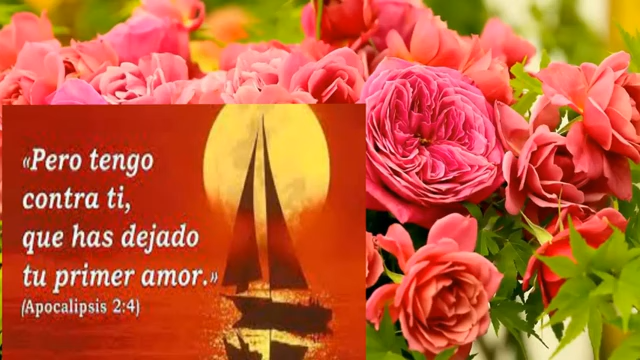 «Pero tengo
contra ti,
que has dejado
tu primer amor.»
(Apocalipsis 2:4)